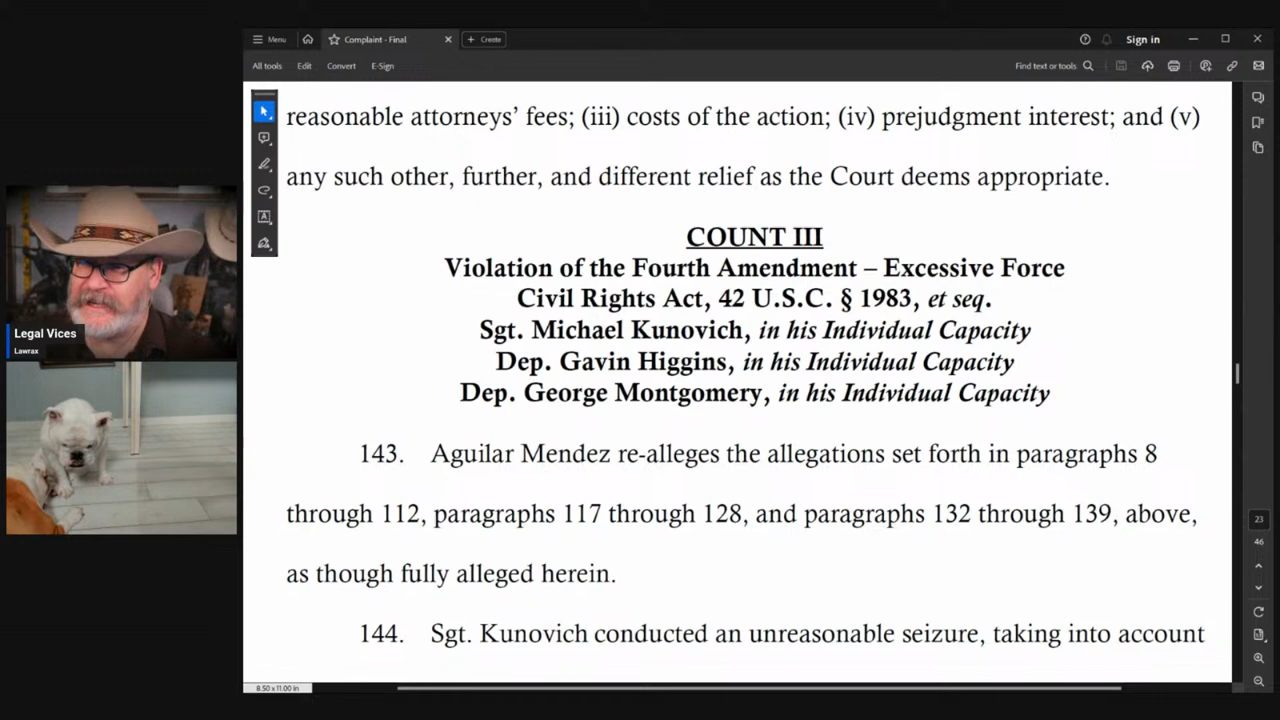 Menu
Complaint - Final
Create
Sign in
All tools
Edit
Convert
E-Sign
Find text or tools
reasonable attorneys’ fees; (iii) costs of the action; (iv) prejudgment interest; and (v)
any such other, further, and different relief as the Court deems appropriate.
COUNT III
Violation of the Fourth Amendment – Excessive Force
Civil Rights Act, 42 U.S.C. § 1983, et seq.
Sgt. Michael Kunovich, in his Individual Capacity
Dep. Gavin Higgins, in his Individual Capacity
Dep. George Montgomery, in his Individual Capacity
143. Aguilar Mendez re-alleges the allegations set forth in paragraphs 8
through 112, paragraphs 117 through 128, and paragraphs 132 through 139, above,
as though fully alleged herein.
144. Sgt. Kunovich conducted an unreasonable seizure, taking into account
Legal Vices
Lawrax
23
46
8.50 x 11.00 in